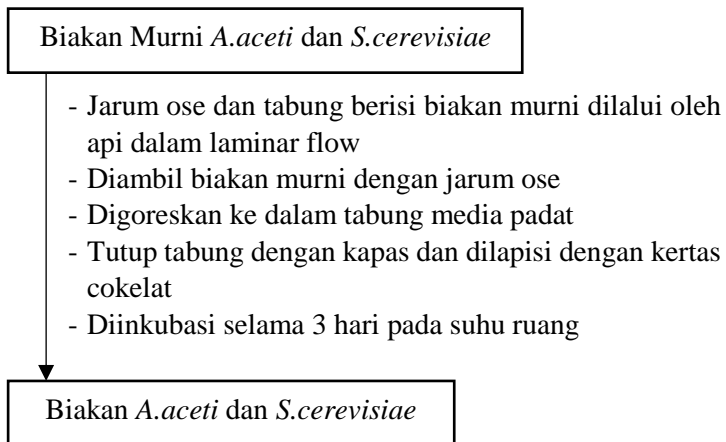 Biakan Murni A.aceti dan S.cerevisiae
- Jarum ose dan tabung berisi biakan murni dilalui oleh
api dalam laminar flow
- Diambil biakan murni dengan jarum ose
- Digoreskan ke dalam tabung media padat
- Tutup tabung dengan kapas dan dilapisi dengan kertas
cokelat
- Diinkubasi selama 3 hari pada suhu ruang
Biakan A.aceti dan S.cerevisiae